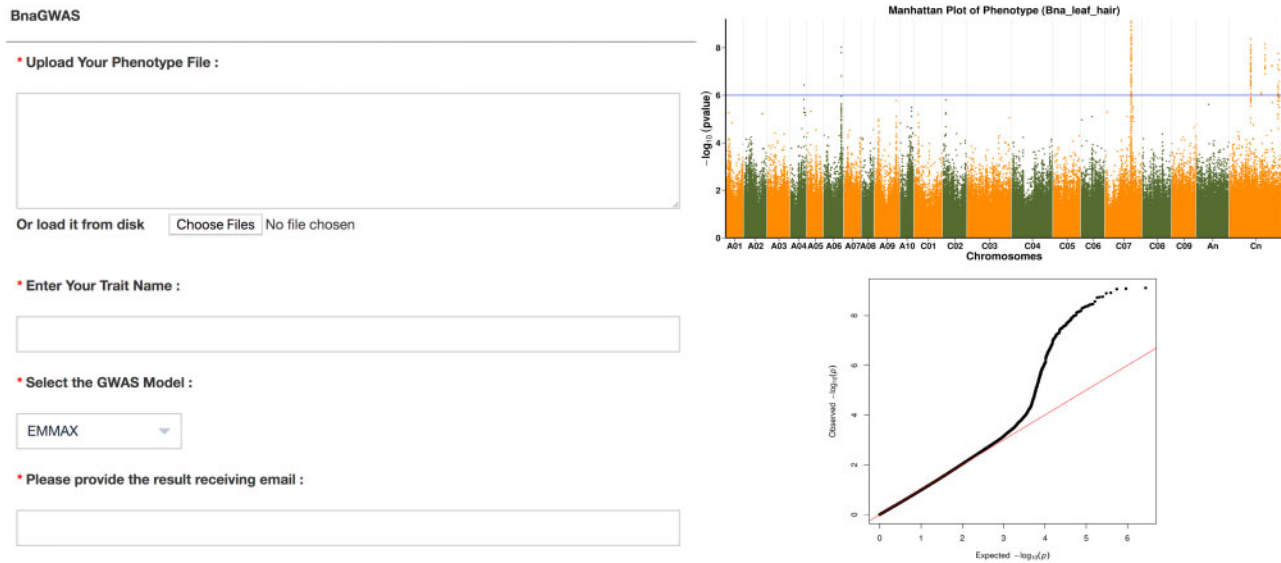 BnaGWAS
* Upload Your Phenotype File :
Or load it from disk Choose Files No file chosen
* Enter Your Trait Name :
* Select the GWAS Model :
EMMAX
* Please provide the result receiving email :
Manhattan Plot of Phenotype (Bna_leaf_hair)
−log10 (pvalue)
8
6
4
2
0
A01 A02 A03 A04 A05 A06 A07 A08 A09 A10 C01 C02 C03 C04 C05 C06 C07 C08 C09 An Cn
Chromosomes
Observed −log10(p)
8
6
4
2
0
0 1 2 3 4 5 6
Expected −log10(p)